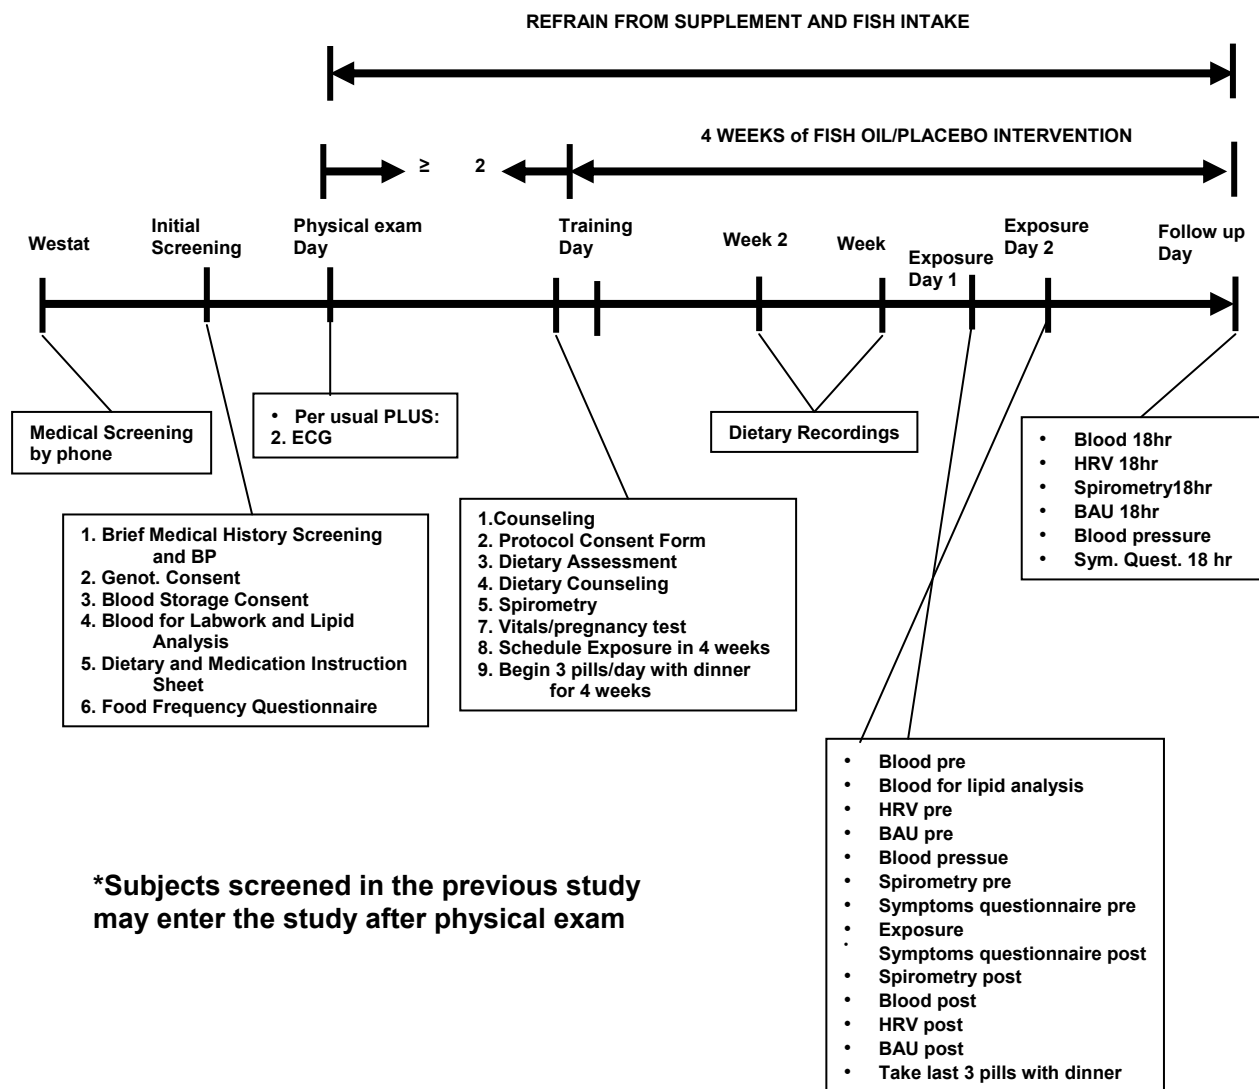 REFRAIN FROM SUPPLEMENT AND FISH INTAKE
4 WEEKS of FISH OIL/PLACEBO INTERVENTION
≥ 2
Westat
Initial
Screening
Physical exam
Day
Training
Day
Week 2
Week
Exposure
Day 1
Exposure
Day 2
Follow up
Day
Medical Screening
by phone
• Per usual PLUS:
2. ECG
Dietary Recordings
• Blood 18hr
• HRV 18hr
• Spirometry18hr
• BAU 18hr
• Blood pressure
• Sym. Quest. 18 hr
1. Brief Medical History Screening
and BP
2. Genot. Consent
3. Blood Storage Consent
4. Blood for Labwork and Lipid
Analysis
5. Dietary and Medication Instruction
Sheet
6. Food Frequency Questionnaire
1.Counseling
2. Protocol Consent Form
3. Dietary Assessment
4. Dietary Counseling
5. Spirometry
7. Vitals/pregnancy test
8. Schedule Exposure in 4 weeks
9. Begin 3 pills/day with dinner
for 4 weeks
• Blood pre
• Blood for lipid analysis
• HRV pre
• BAU pre
• Blood pressue
• Spirometry pre
• Symptoms questionnaire pre
• Exposure
• Symptoms questionnaire post
• Spirometry post
• Blood post
• HRV post
• BAU post
• Take last 3 pills with dinner
*Subjects screened in the previous study
may enter the study after physical exam